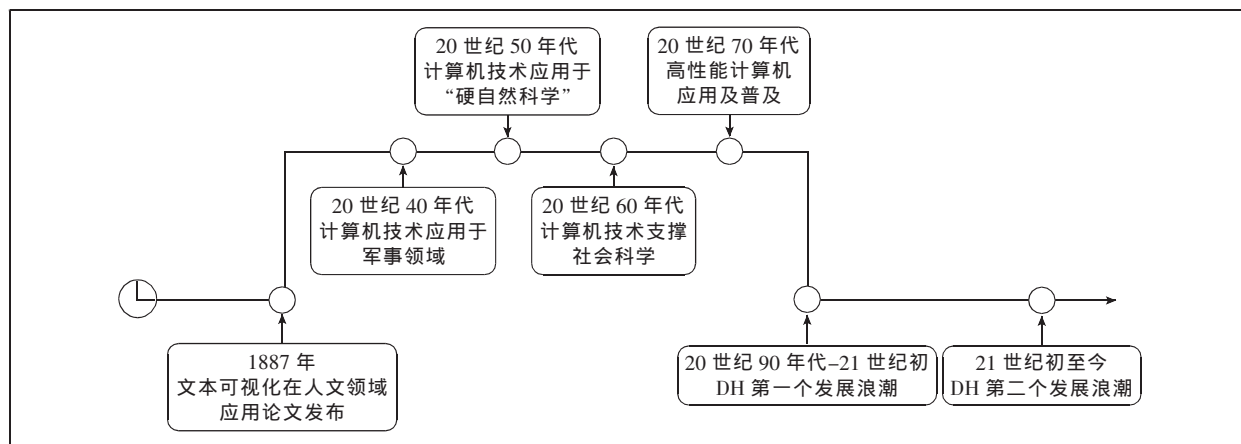 20 世纪 50 年代
计算机技术应用于
“硬自然科学”
20 世纪 70 年代
高性能计算机
应用及普及
20 世纪 40 年代
计算机技术应用于
军事领域
20 世纪 60 年代
计算机技术支撑
社会科学
1887 年
文本可视化在人文领域
应用论文发布
20 世纪 90 年代–21 世纪初
DH 第一个发展浪潮
21 世纪初至今
DH 第二个发展浪潮